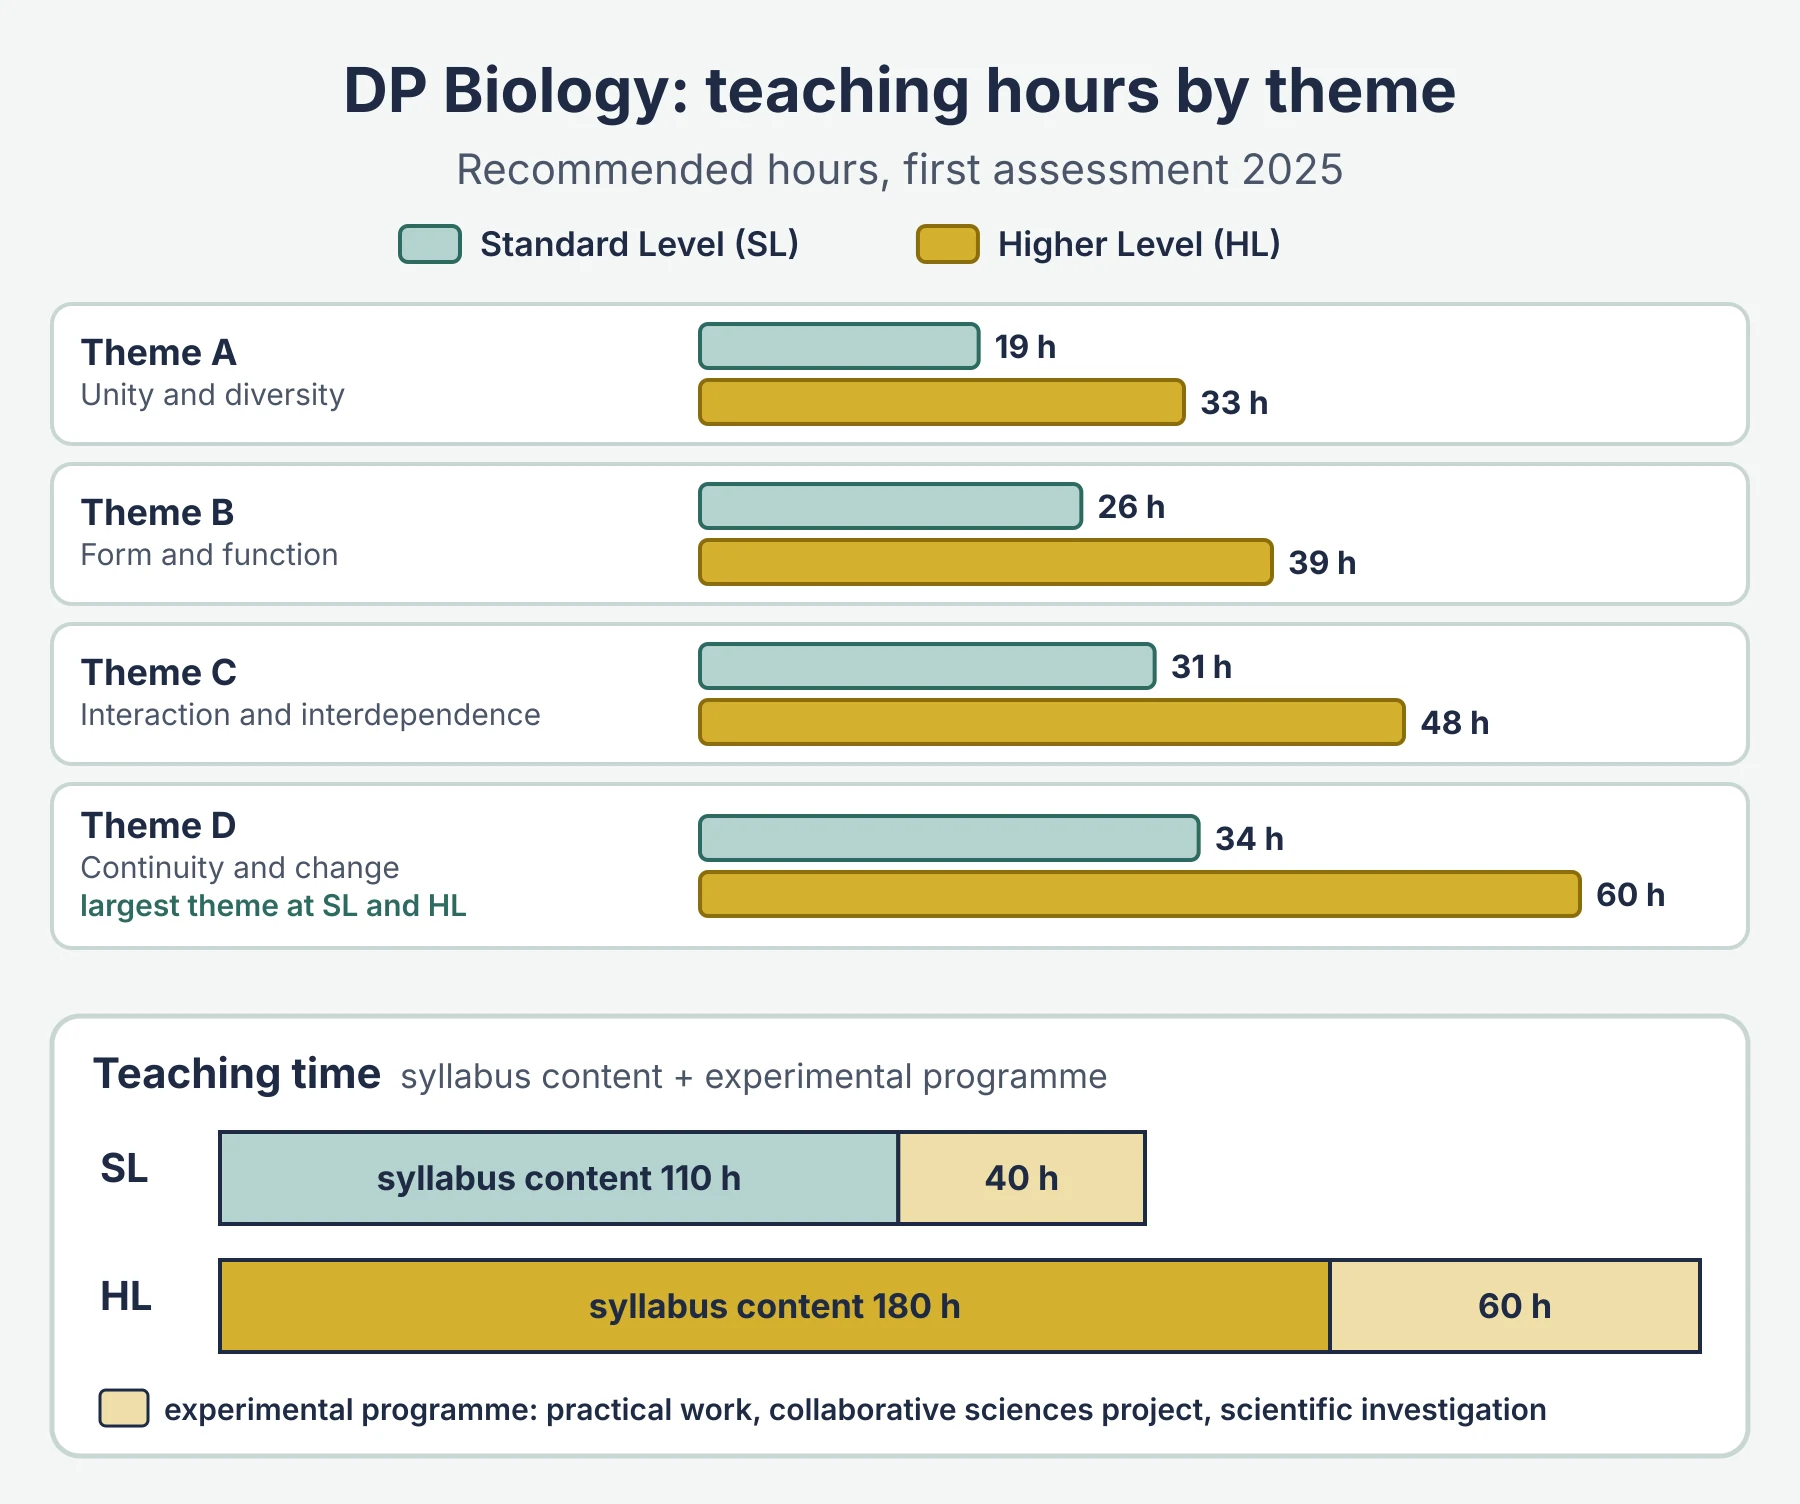 DP Biology: teaching hours by theme
Recommended hours, first assessment 2025
Standard Level (SL) Higher Level (HL)
Theme A
Unity and diversity
19 h
33 h
Theme B
Form and function
26 h
39 h
Theme C
Interaction and interdependence
31 h
48 h
Theme D
Continuity and change
largest theme at SL and HL
34 h
60 h
Teaching time syllabus content + experimental programme
SL syllabus content 110 h 40 h
HL syllabus content 180 h 60 h
experimental programme: practical work, collaborative sciences project, scientific investigation